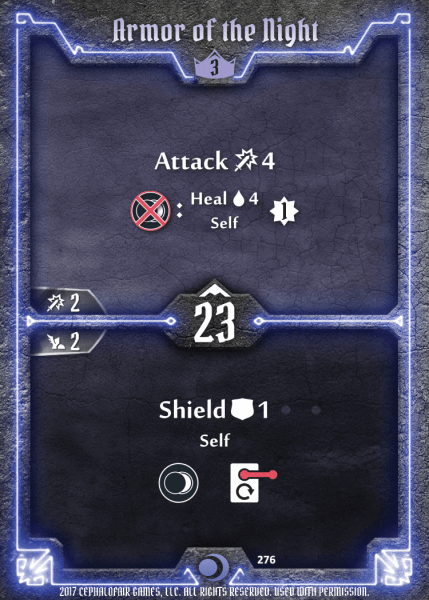 Armor of the Night
3
Attack 4
: Heal 4 1
Self
2
23
2
Shield 1
Self
276
2017 Cephalofair Games, LLC. All rights reserved. Used with permission.